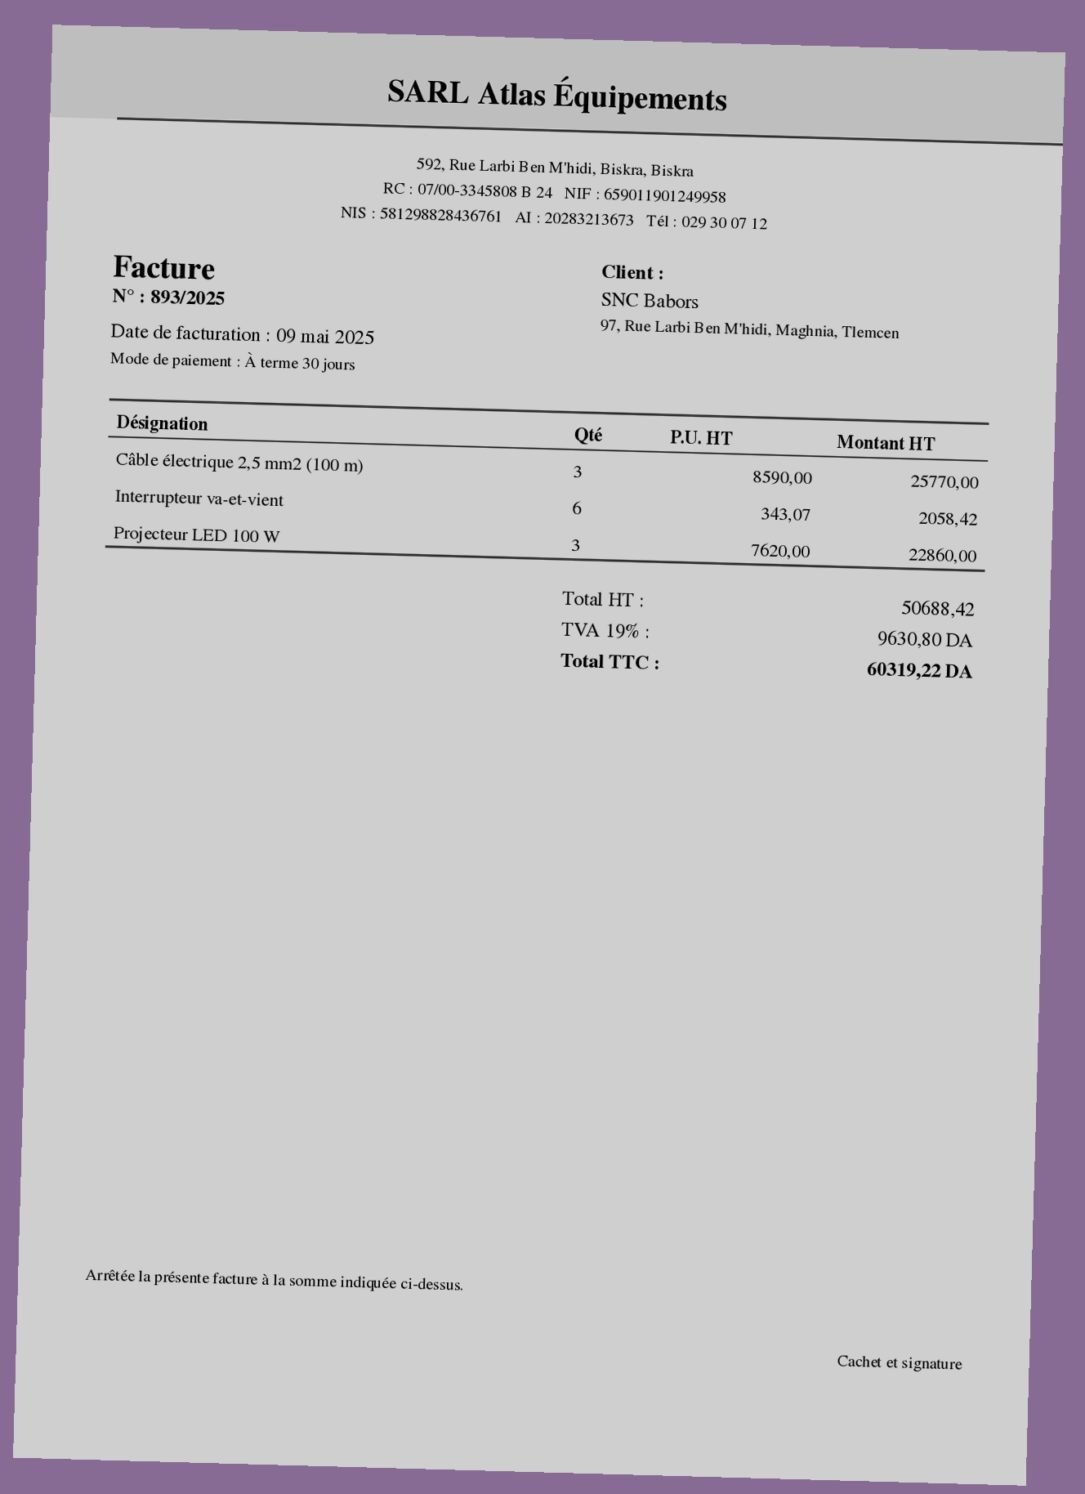 SARL Atlas Équipements
592, Rue Larbi Ben M'hidi, Biskra, Biskra
RC : 07/00-3345808 B 24 NIF : 659011901249958
NIS : 581298828436761 AI : 20283213673 Tél : 029 30 07 12
Facture
N° : 893/2025
Date de facturation : 09 mai 2025
Mode de paiement : À terme 30 jours
Client :
SNC Babors
97, Rue Larbi Ben M'hidi, Maghnia, Tlemcen
Désignation Qté P.U. HT Montant HT
Câble électrique 2,5 mm2 (100 m) 3 8590,00 25770,00
Interrupteur va-et-vient 6 343,07 2058,42
Projecteur LED 100 W 3 7620,00 22860,00
Total HT : 50688,42
TVA 19% : 9630,80 DA
Total TTC : 60319,22 DA
Arrêtée la présente facture à la somme indiquée ci-dessus.
Cachet et signature